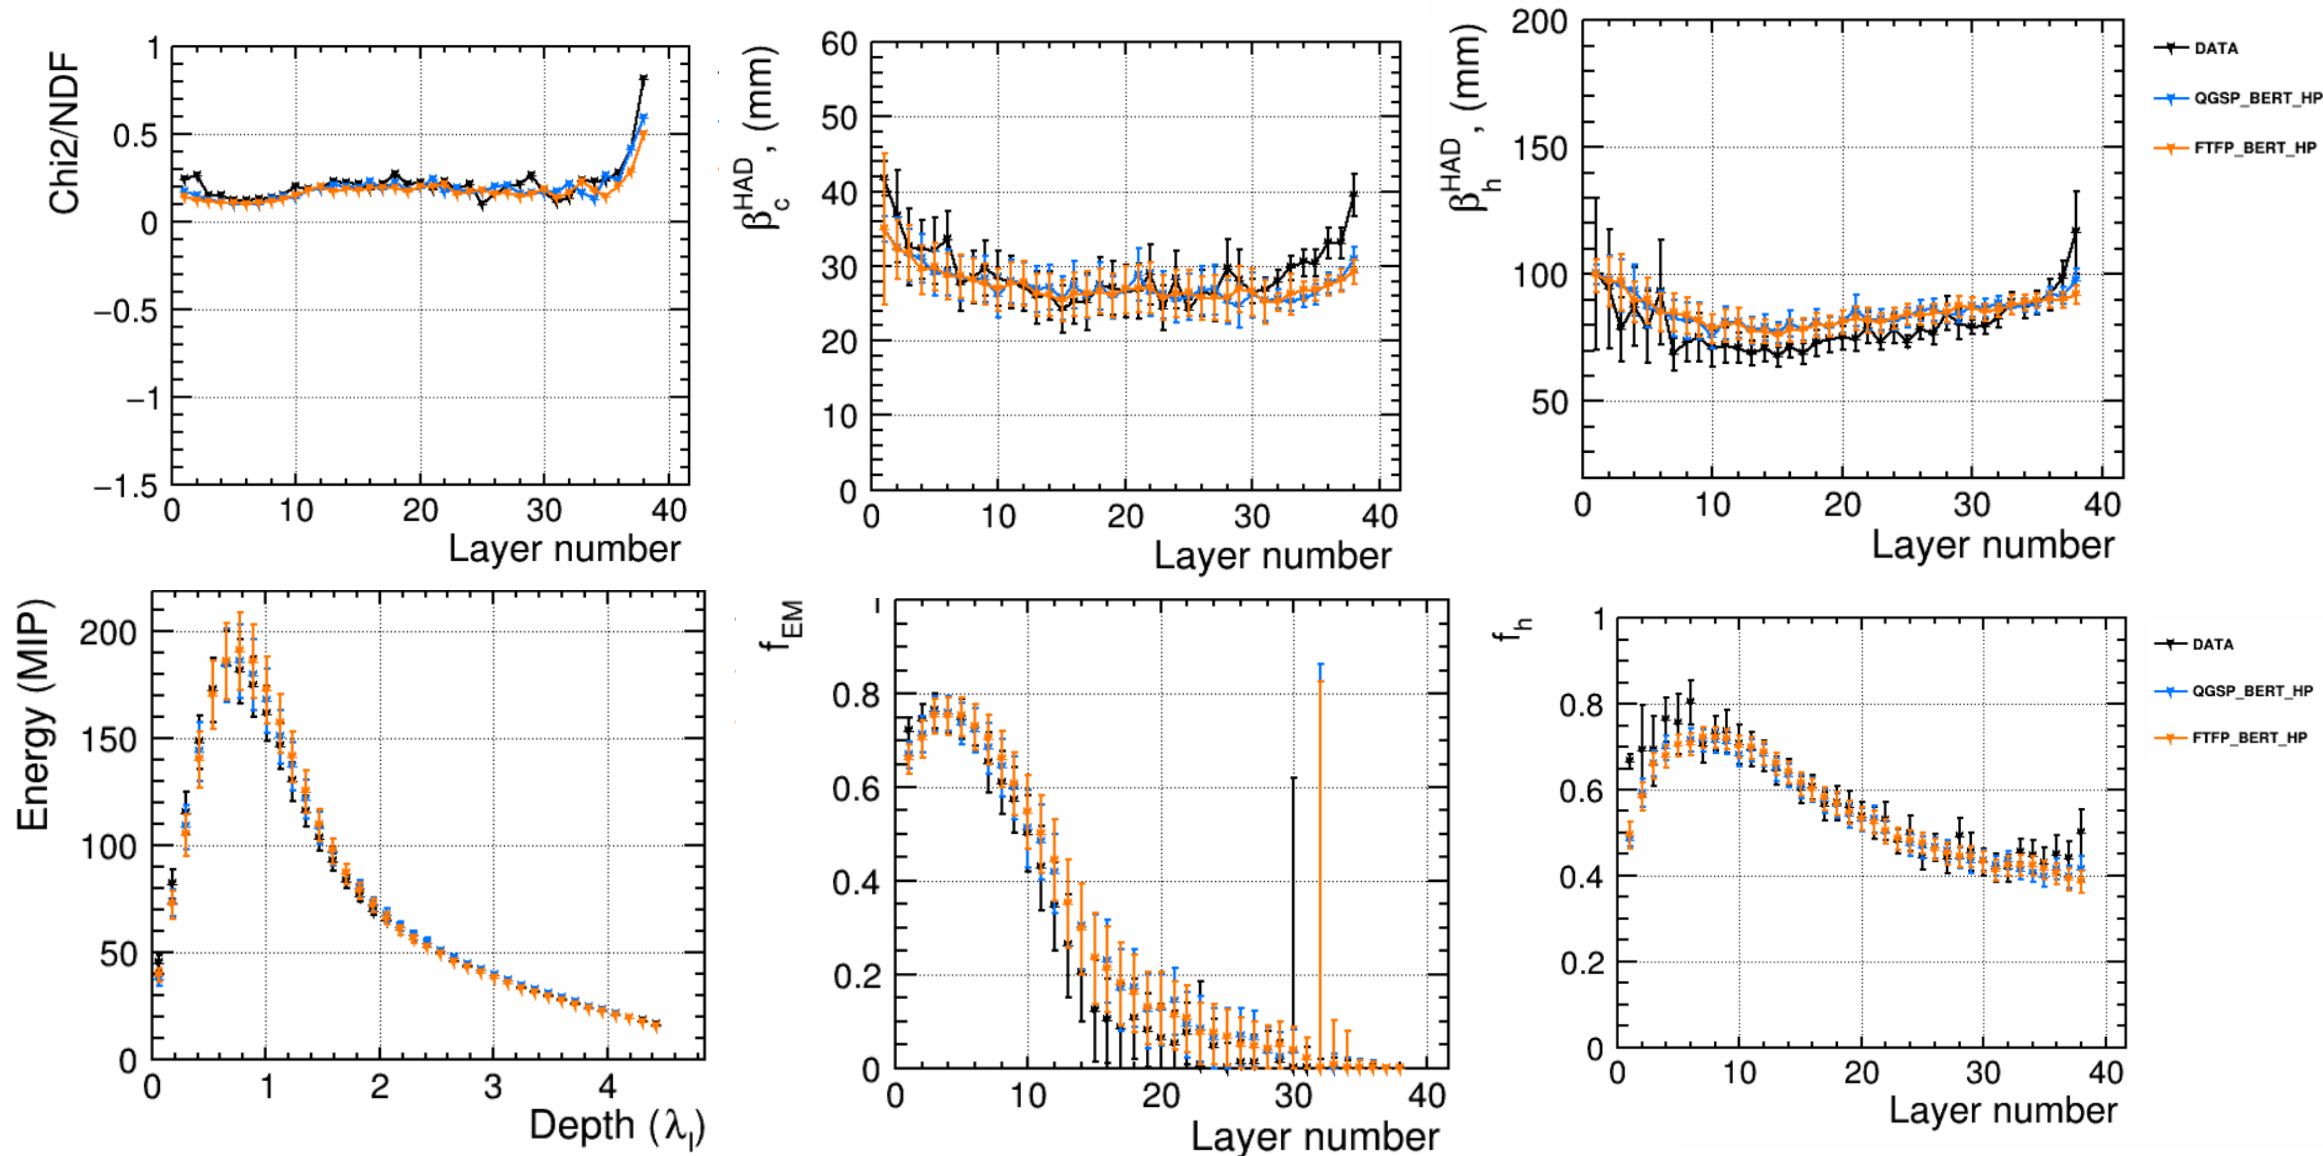 Chi2/NDF
1
0.5
0
−0.5
−1
−1.5
0 10 20 30 40
Layer number
β_c^HAD , (mm)
60
50
40
30
20
10
0
0 10 20 30 40
Layer number
β_h^HAD , (mm)
200
150
100
50
0 10 20 30 40
Layer number
DATA
QGSP_BERT_HP
FTFP_BERT_HP
Energy (MIP)
200
150
100
50
0
0 1 2 3 4
Depth (λ_I)
f_EM
1
0.8
0.6
0.4
0.2
0
0 10 20 30 40
Layer number
f_h
1
0.8
0.6
0.4
0.2
0
0 10 20 30 40
Layer number
DATA
QGSP_BERT_HP
FTFP_BERT_HP